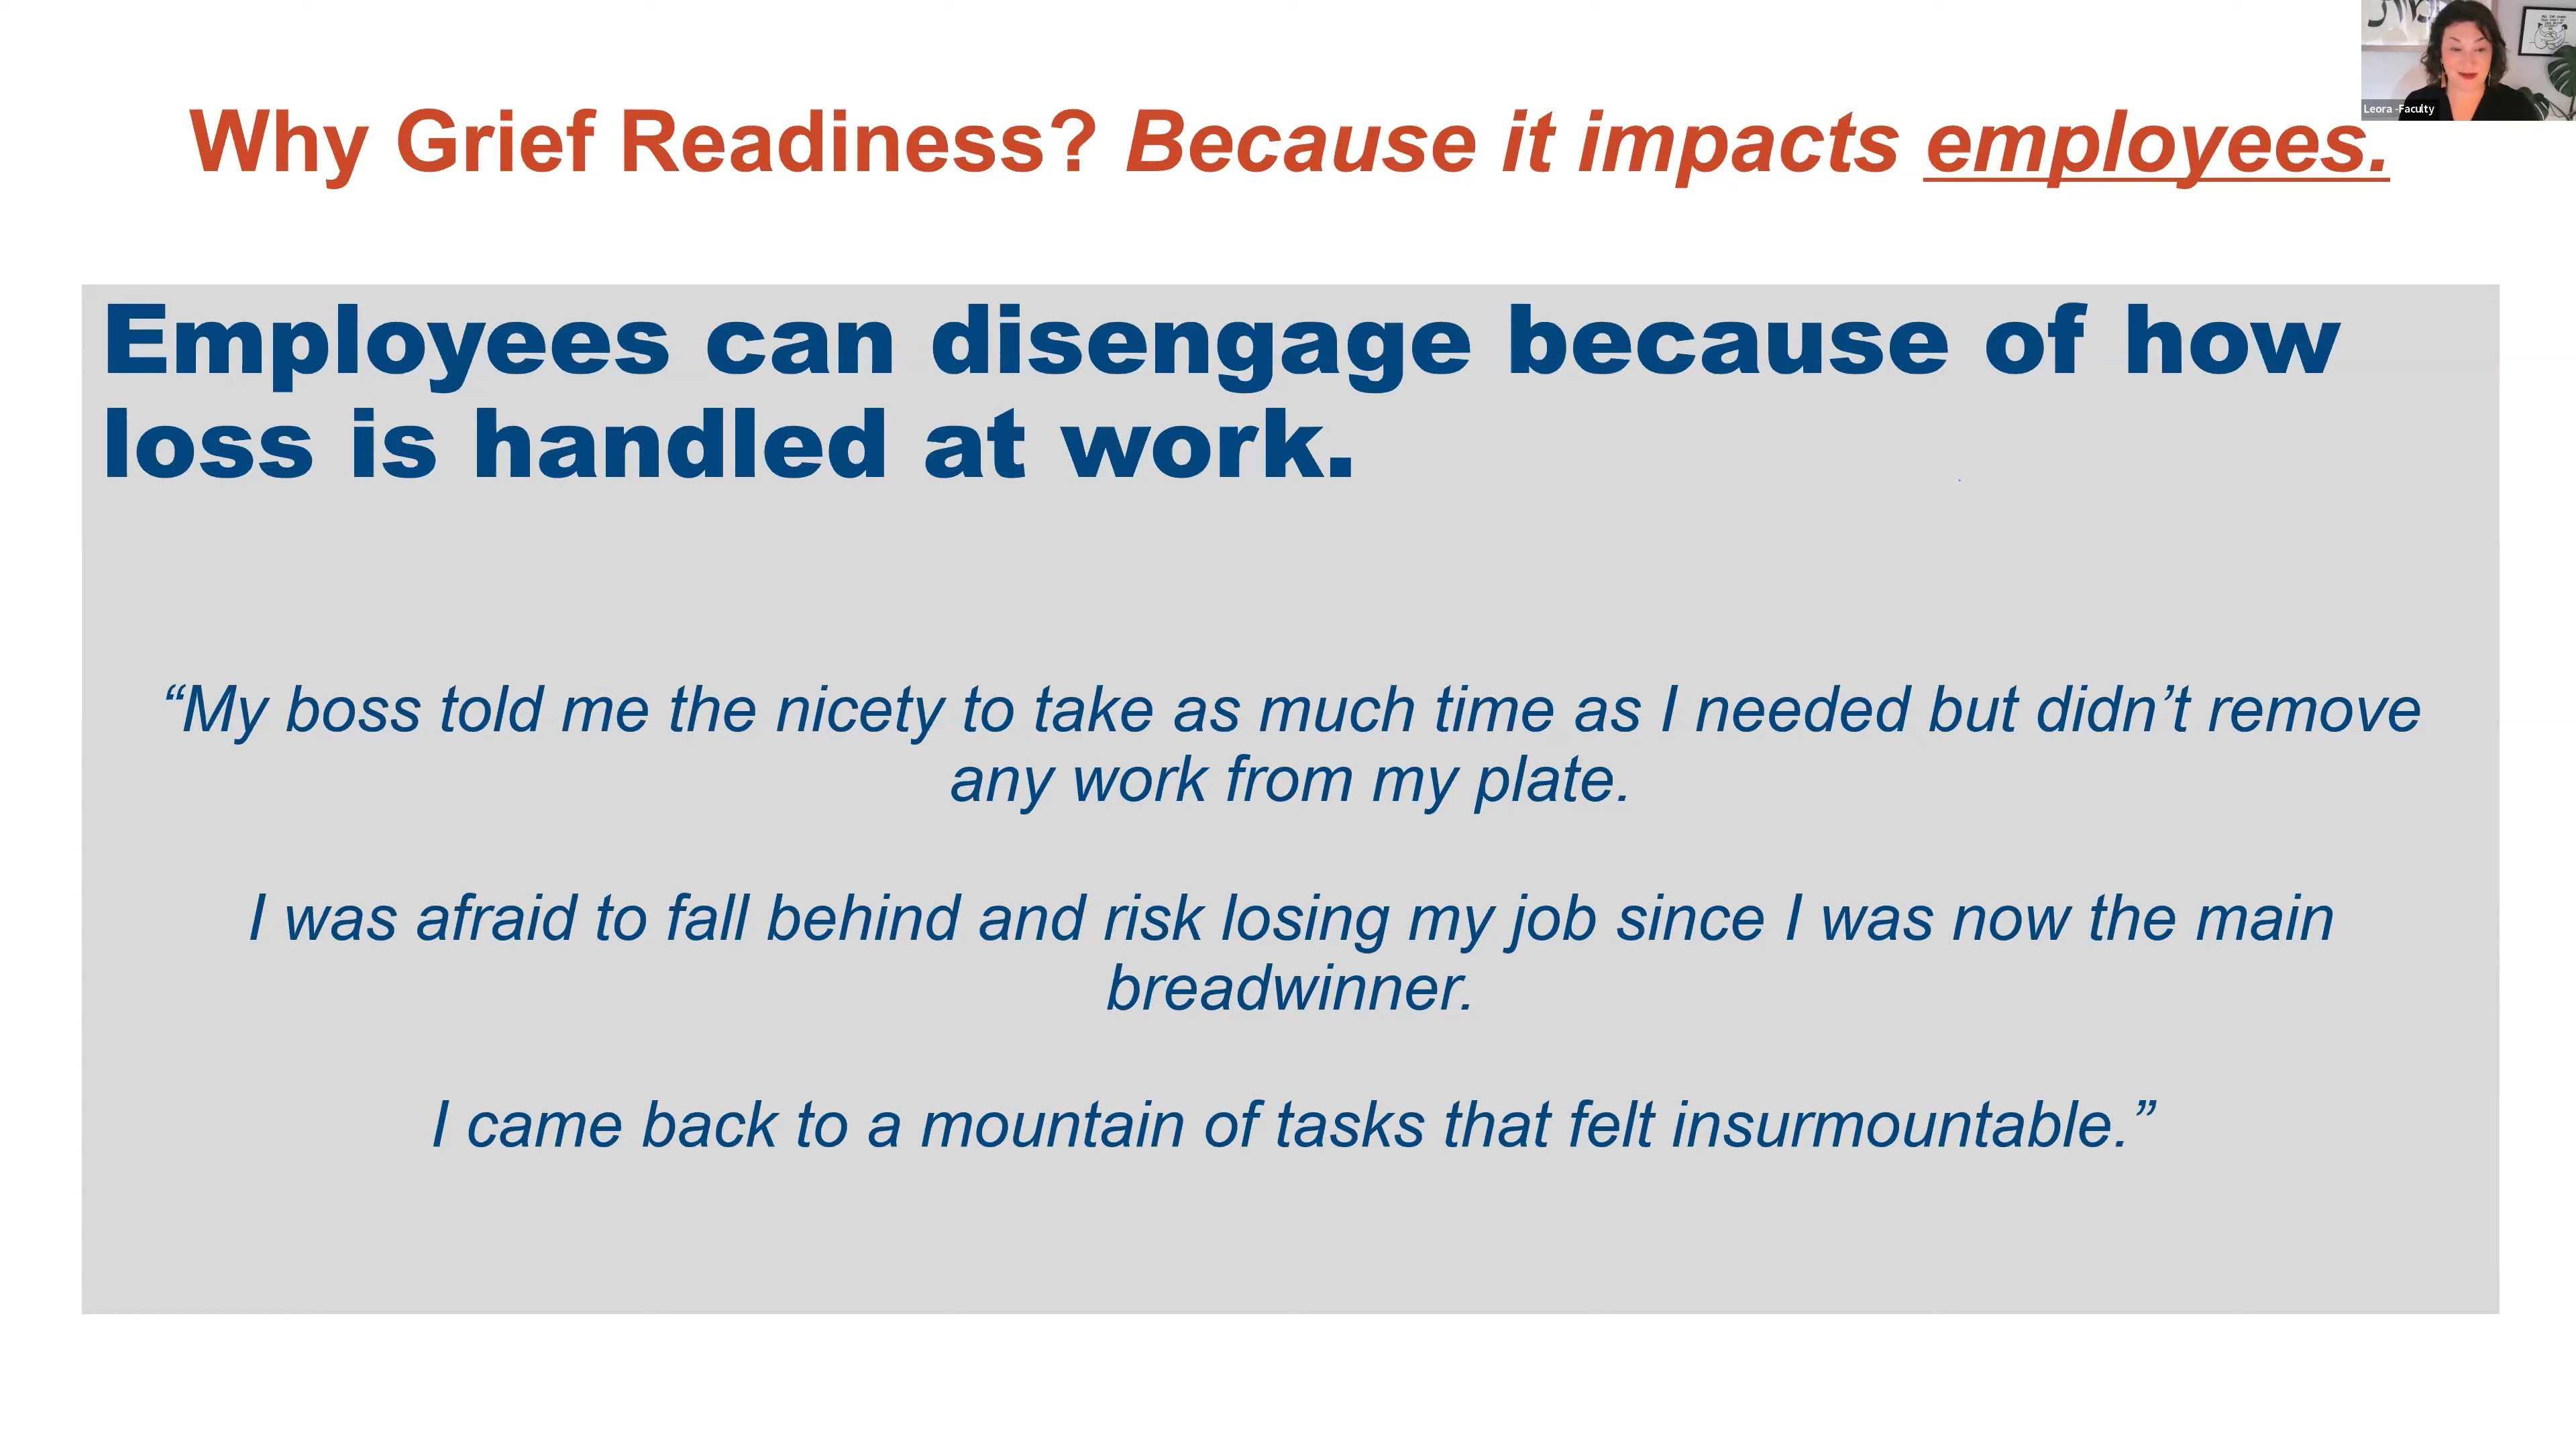 Why Grief Readiness? Because it impacts employees.
Leora -Faculty
Employees can disengage because of how
loss is handled at work.
“My boss told me the nicety to take as much time as I needed but didn’t remove
any work from my plate.
I was afraid to fall behind and risk losing my job since I was now the main
breadwinner.
I came back to a mountain of tasks that felt insurmountable.”